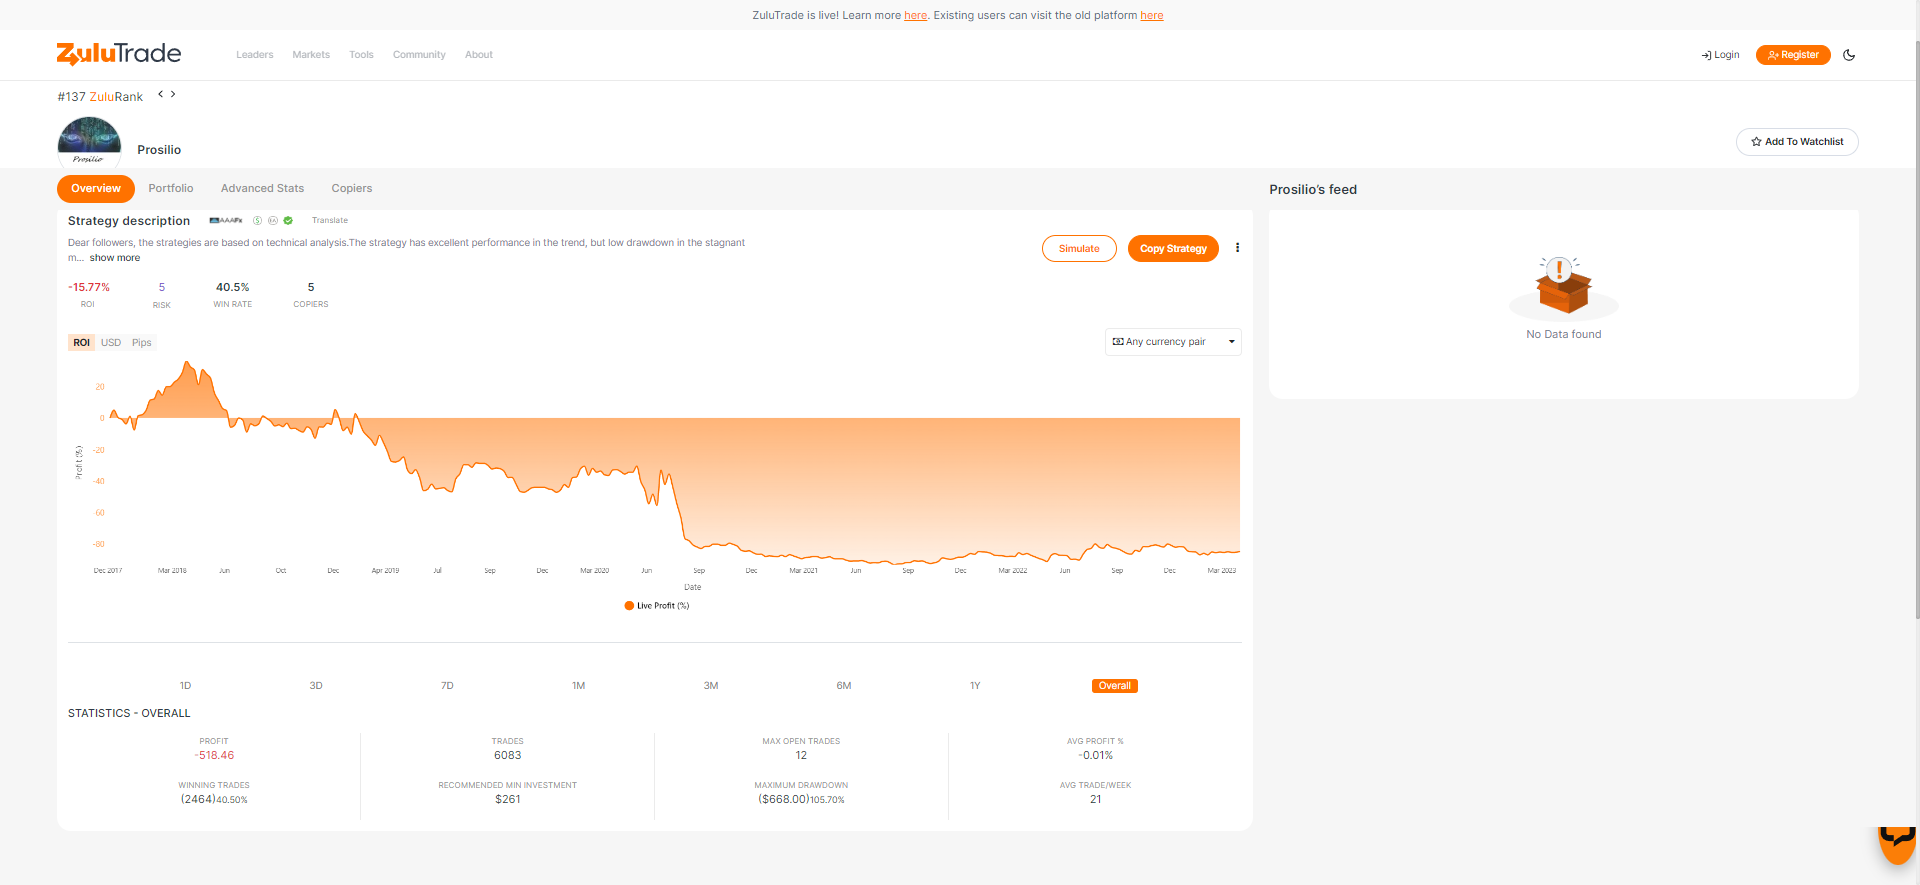 ZuluTrade is live! Learn more here. Existing users can visit the old platform here
ZuluTrade
Leaders Markets Tools Community About
Login Register
#137 ZuluRank < >
Prosilio
Prosilio
Add To Watchlist
Overview Portfolio Advanced Stats Copiers
Prosilio's feed
Strategy description AAAFx Translate
Dear followers, the strategies are based on technical analysis.The strategy has excellent performance in the trend, but low drawdown in the stagnant
m... show more
Simulate Copy Strategy
-15.77% 5 40.5% 5
ROI RISK WIN RATE COPIERS
No Data found
ROI USD Pips
Any currency pair
20
0
-20
-40
-60
-80
Profit (%)
Dec 2017 Mar 2018 Jun Oct Dec Apr 2019 Jul Sep Dec Mar 2020 Jun Sep Dec Mar 2021 Jun Sep Dec Mar 2022 Jun Sep Dec Mar 2023
Date
Live Profit (%)
1D 3D 7D 1M 3M 6M 1Y Overall
STATISTICS - OVERALL
PROFIT TRADES MAX OPEN TRADES AVG PROFIT %
-518.46 6083 12 -0.01%
WINNING TRADES RECOMMENDED MIN INVESTMENT MAXIMUM DRAWDOWN AVG TRADE/WEEK
(2464)40.50% $261 ($668.00)105.70% 21